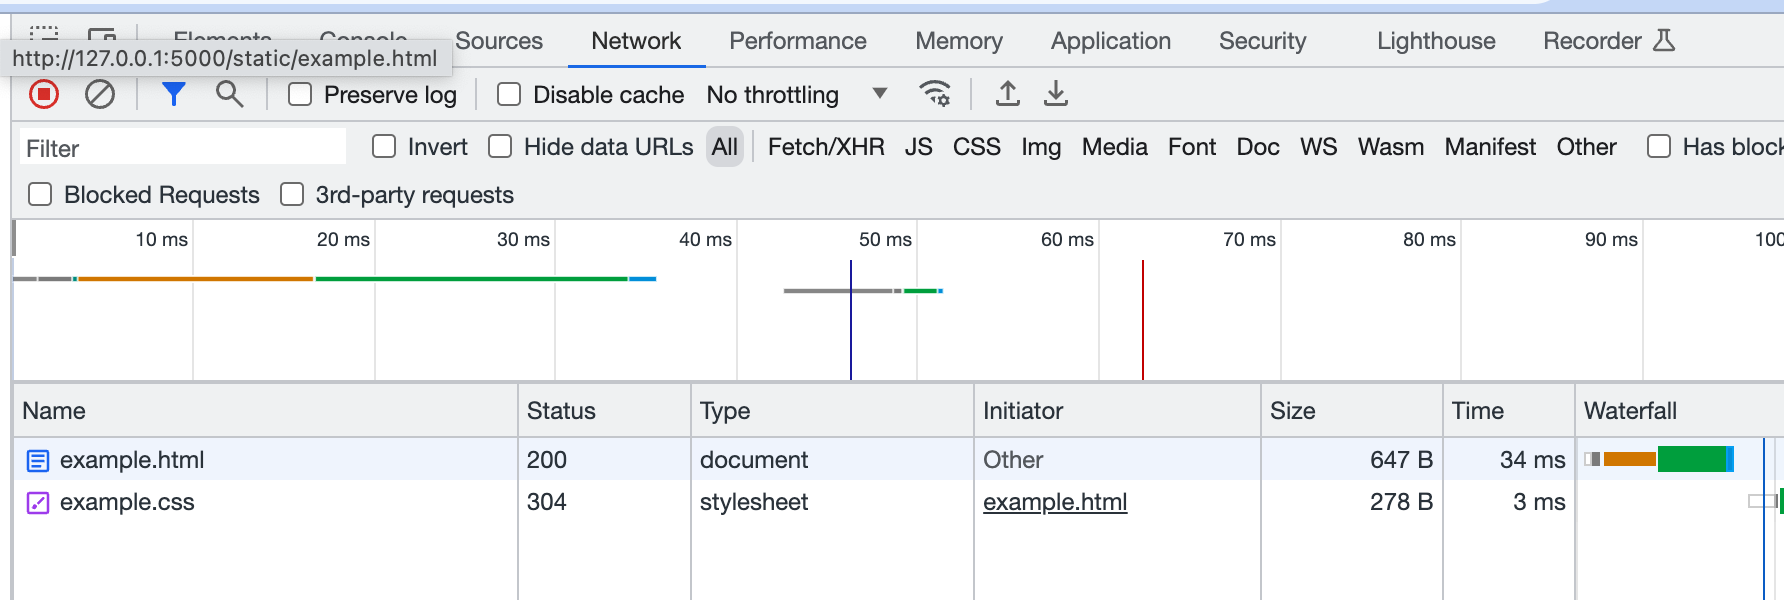 Elements Console Sources Network Performance Memory Application Security Lighthouse Recorder
http://127.0.0.1:5000/static/example.html
Preserve log Disable cache No throttling
Filter Invert Hide data URLs All Fetch/XHR JS CSS Img Media Font Doc WS Wasm Manifest Other Has block
Blocked Requests 3rd-party requests
10 ms 20 ms 30 ms 40 ms 50 ms 60 ms 70 ms 80 ms 90 ms 100
Name Status Type Initiator Size Time Waterfall
example.html 200 document Other 647 B 34 ms
example.css 304 stylesheet example.html 278 B 3 ms